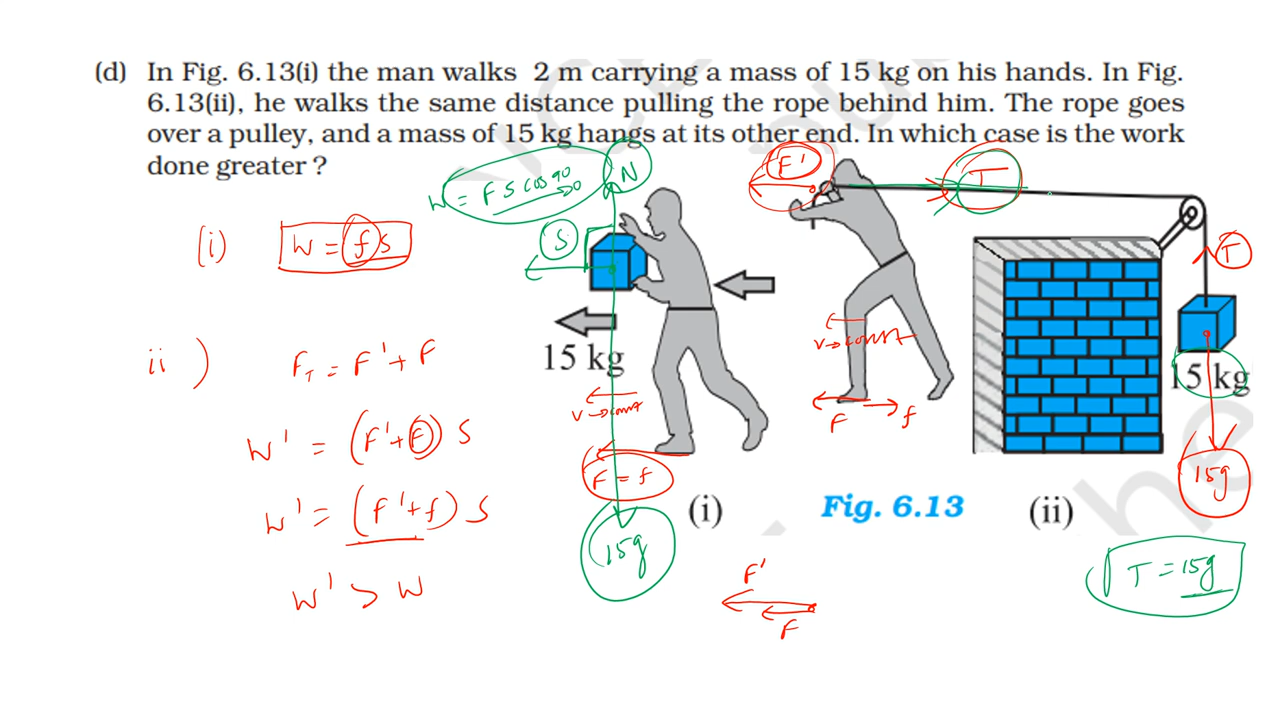 (d) In Fig. 6.13(i) the man walks 2 m carrying a mass of 15 kg on his hands. In Fig.
6.13(ii), he walks the same distance pulling the rope behind him. The rope goes
over a pulley, and a mass of 15 kg hangs at its other end. In which case is the work
done greater ?
W = F S cos 90
N
F'
T
(i) W = f S
S
T
ii) F_T = F' + F
15 kg
v → const
15 kg
v → const
F
f
W' = (F' + F) S
F = f
15g
W' = (F' + f) S
(i)
Fig. 6.13
(ii)
15g
T = 15g
W' > W
F'
F